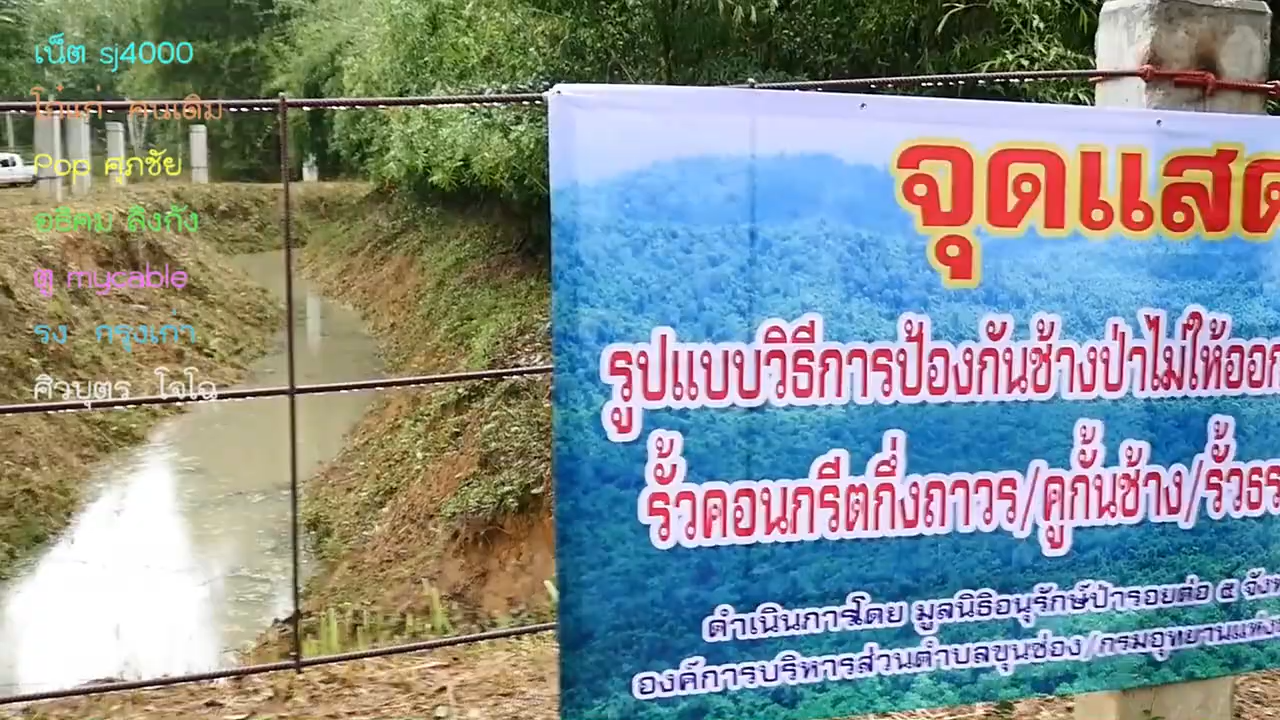 เน็ต sj4000
โก๋แก่ คนเดิม
Pop ศุภชัย
อธิคม ลิงกัง
ตู mycable
รง กรุงเก่า
ศิวบุตร โจโฉ
จุดแสด
รูปแบบวิธีการป้องกันช้างป่าไม่ให้ออก
รั้วคอนกรีตกึ่งถาวร/คูกั้นช้าง/รั้วธร
ดำเนินการโดย มูลนิธิอนุรักษ์ป่ารอยต่อ ๕ จังห
องค์การบริหารส่วนตำบลขุนซ่อง/กรมอุทยานแห่ง